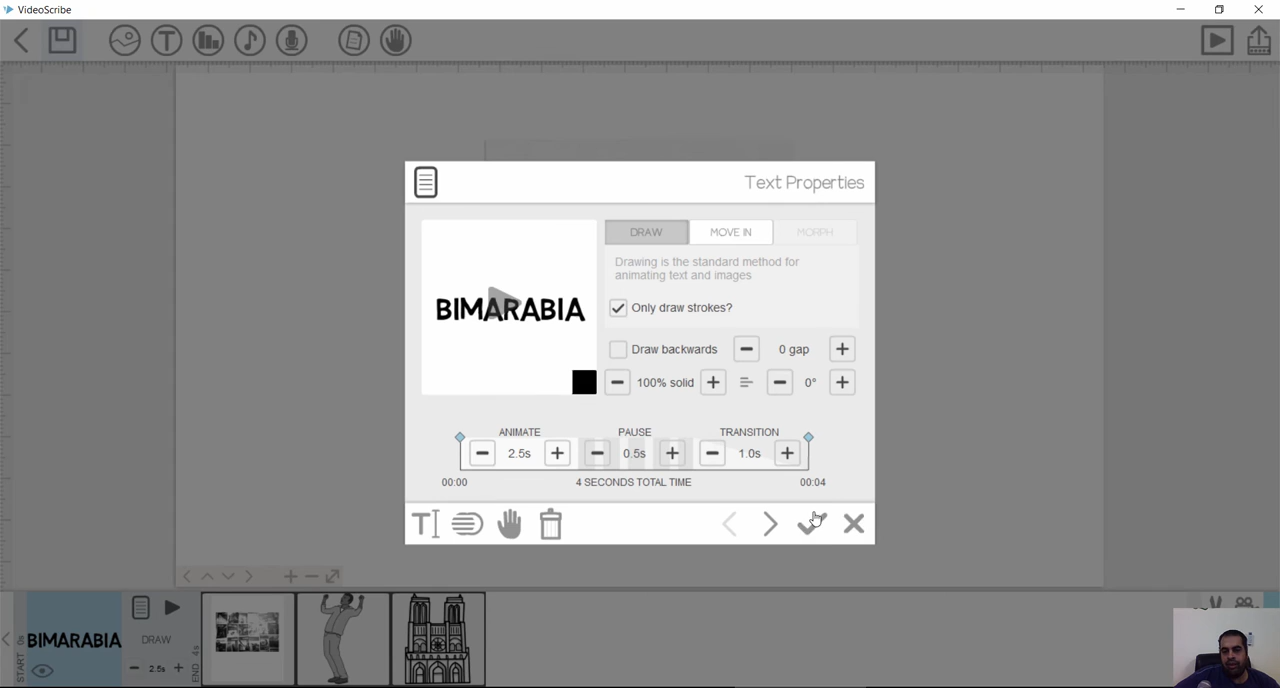 VideoScribe
Text Properties
DRAW
MOVE IN
MORPH
Drawing is the standard method for
animating text and images
Only draw strokes?
BIMARABIA
Draw backwards
0 gap
100% solid
0°
ANIMATE
PAUSE
TRANSITION
2.5s
0.5s
1.0s
00:00
4 SECONDS TOTAL TIME
00:04
START 0s
BIMARABIA
DRAW
2.5s
END 4s